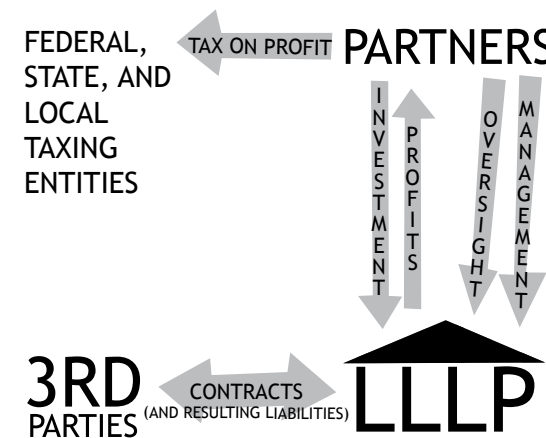 FEDERAL,
STATE, AND
LOCAL
TAXING
ENTITIES
TAX ON PROFIT
PARTNERS
INVESTMENT
PROFITS
OVERSIGHT
MANAGEMENT
3RD
PARTIES
CONTRACTS
(AND RESULTING LIABILITIES)
LLLP